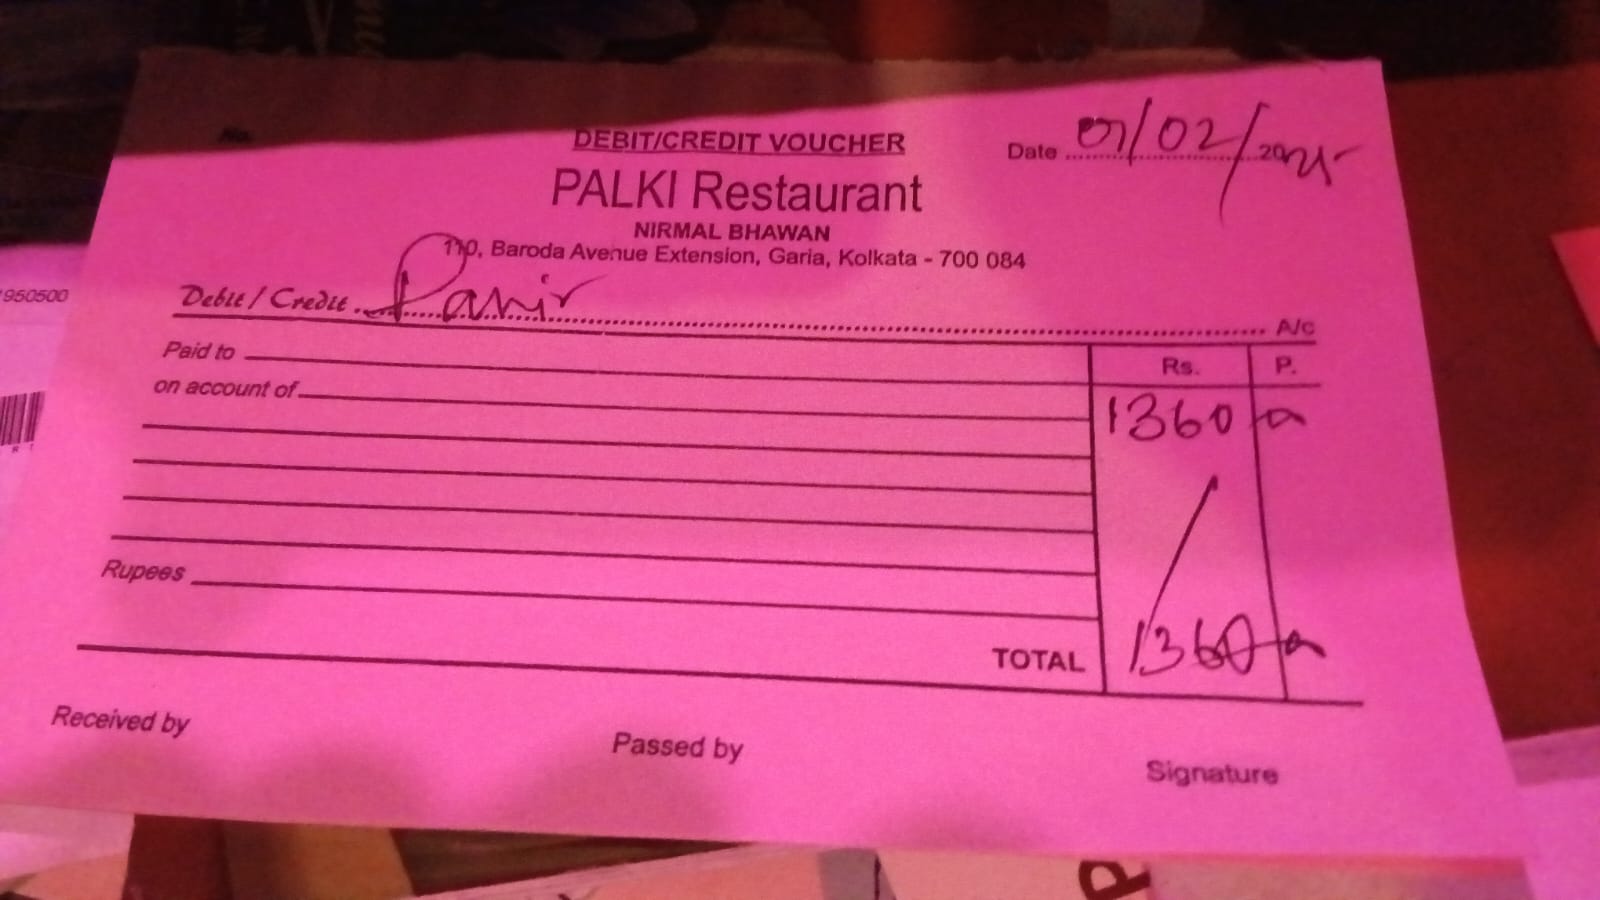 No.
DEBIT/CREDIT VOUCHER
Date 07/02/2025
PALKI Restaurant
NIRMAL BHAWAN
110, Baroda Avenue Extension, Garia, Kolkata - 700 084
Debit / Credit Panir A/c
Paid to
Rs. P.
on account of
1360
Rupees
TOTAL 1360
Received by
Passed by
Signature
950500
P